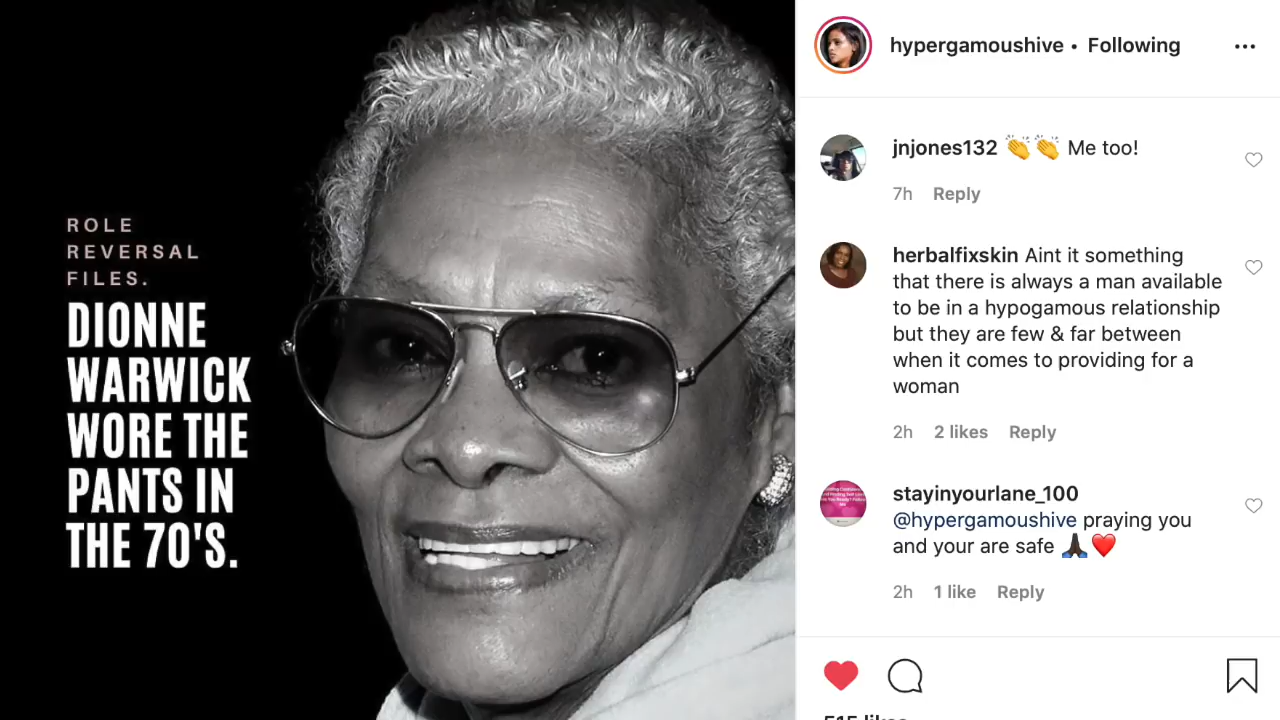 ROLE
REVERSAL
FILES.
DIONNE
WARWICK
WORE THE
PANTS IN
THE 70'S.
hypergamoushive • Following
jnjones132 👏👏 Me too!
7h Reply
herbalfixskin Aint it something
that there is always a man available
to be in a hypogamous relationship
but they are few & far between
when it comes to providing for a
woman
2h 2 likes Reply
stayinyourlane_100
@hypergamoushive praying you
and your are safe 🙏🏿❤️
2h 1 like Reply
515 likes